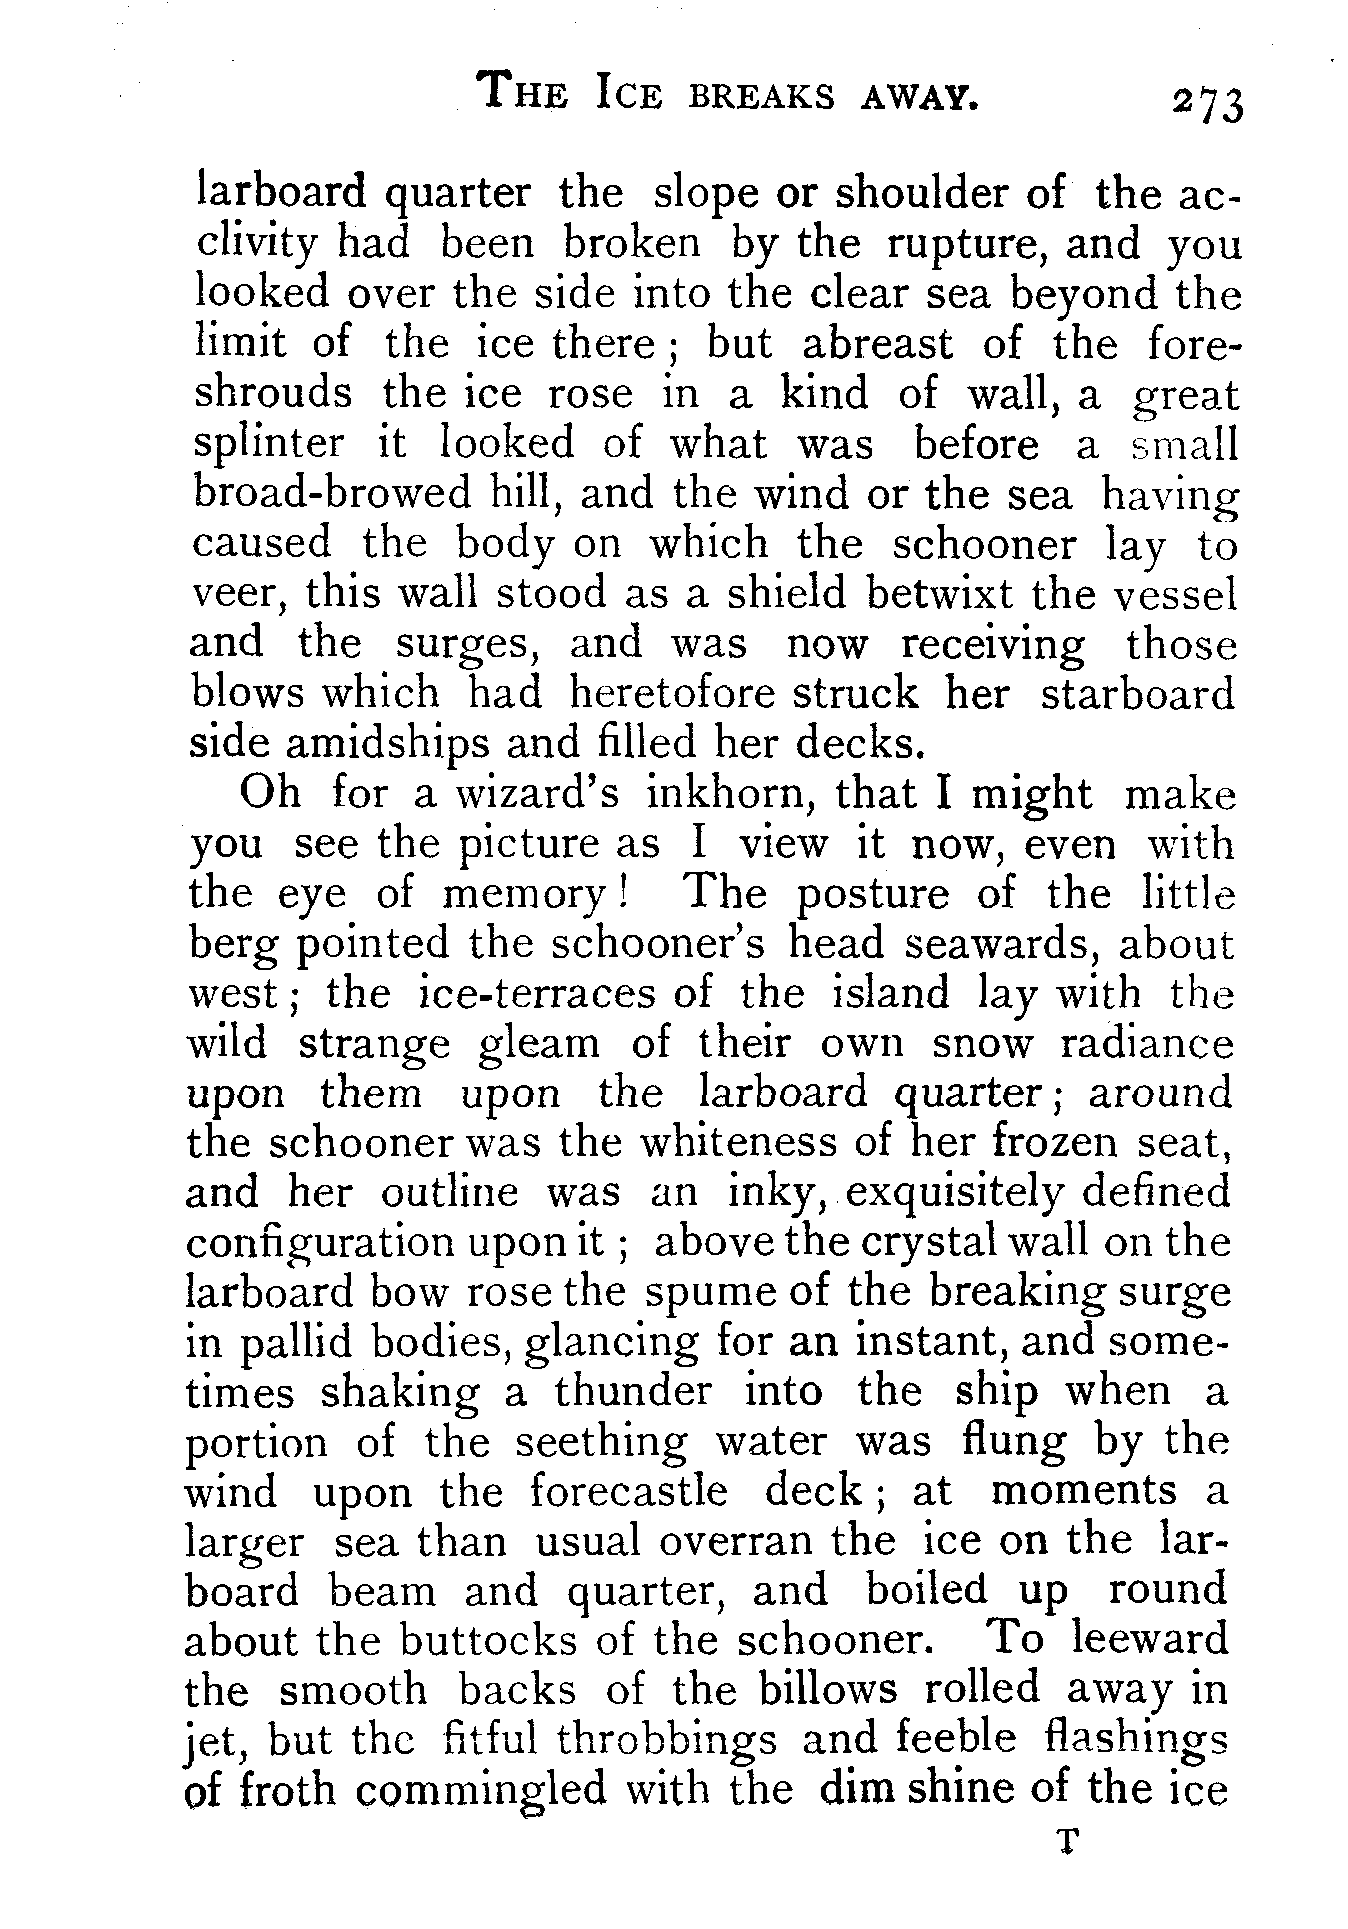 THE ICE BREAKS AWAY. 273
larboard quarter the slope or shoulder of the ac-
clivity had been broken by the rupture, and you
looked over the side into the clear sea beyond the
limit of the ice there ; but abreast of the fore-
shrouds the ice rose in a kind of wall, a great
splinter it looked of what was before a small
broad-browed hill, and the wind or the sea having
caused the body on which the schooner lay to
veer, this wall stood as a shield betwixt the vessel
and the surges, and was now receiving those
blows which had heretofore struck her starboard
side amidships and filled her decks.
Oh for a wizard's inkhorn, that I might make
you see the picture as I view it now, even with
the eye of memory ! The posture of the little
berg pointed the schooner's head seawards, about
west ; the ice-terraces of the island lay with the
wild strange gleam of their own snow radiance
upon them upon the larboard quarter ; around
the schooner was the whiteness of her frozen seat,
and her outline was an inky, exquisitely defined
configuration upon it ; above the crystal wall on the
larboard bow rose the spume of the breaking surge
in pallid bodies, glancing for an instant, and some-
times shaking a thunder into the ship when a
portion of the seething water was flung by the
wind upon the forecastle deck ; at moments a
larger sea than usual overran the ice on the lar-
board beam and quarter, and boiled up round
about the buttocks of the schooner. To leeward
the smooth backs of the billows rolled away in
jet, but the fitful throbbings and feeble flashings
of froth commingled with the dim shine of the ice
T